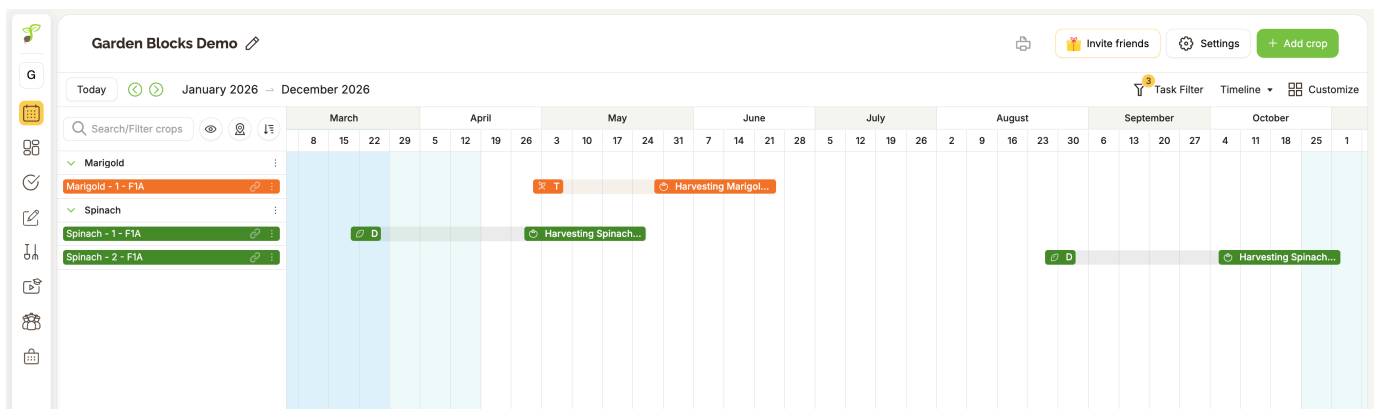 Garden Blocks Demo
Invite friends
Settings
+ Add crop
G
Today
January 2026 → December 2026
3
Task Filter
Timeline
Customize
Search/Filter crops
March April May June July August September October
8 15 22 29 5 12 19 26 3 10 17 24 31 7 14 21 28 5 12 19 26 2 9 16 23 30 6 13 20 27 4 11 18 25 1
Marigold
Marigold - 1 - F1A
T
Harvesting Marigol...
Spinach
Spinach - 1 - F1A
D
Harvesting Spinach...
Spinach - 2 - F1A
D
Harvesting Spinach...